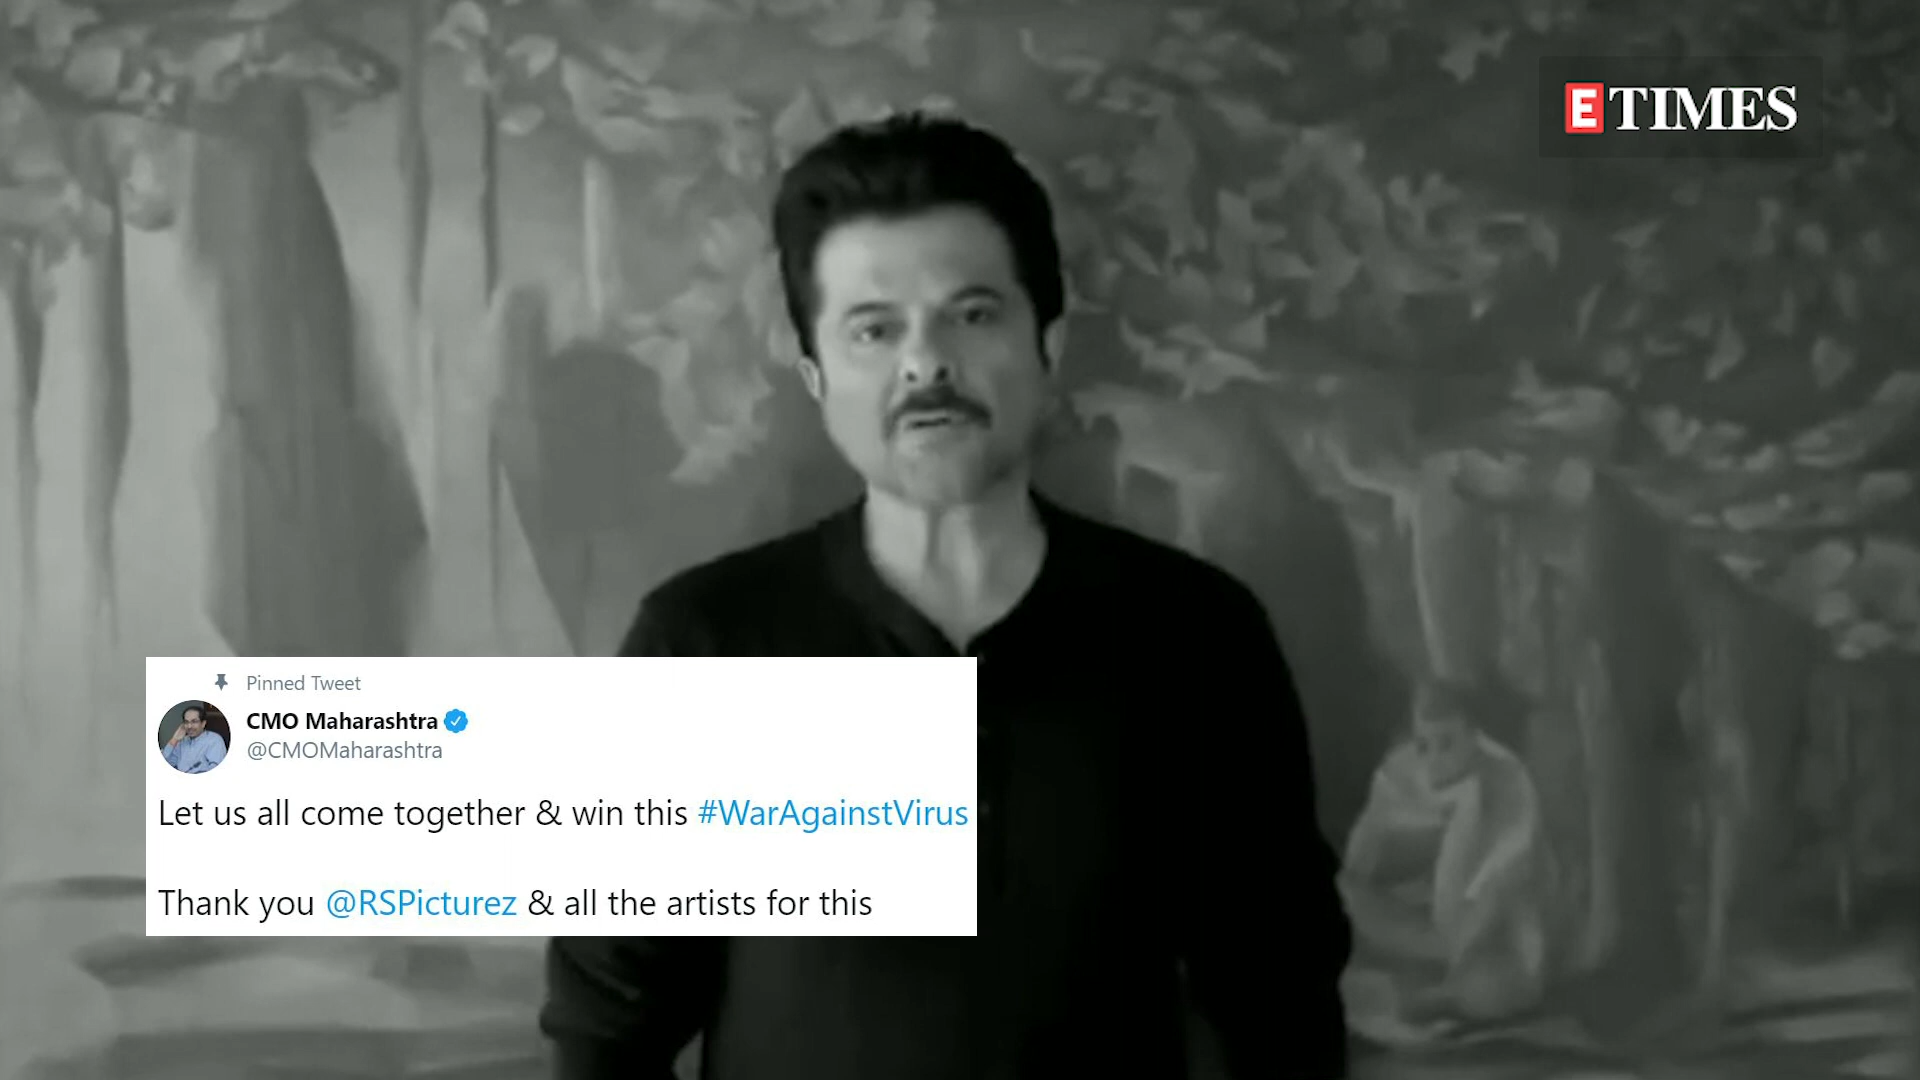 E TIMES
Pinned Tweet
CMO Maharashtra
@CMOMaharashtra
Let us all come together & win this #WarAgainstVirus
Thank you @RSPicturez & all the artists for this